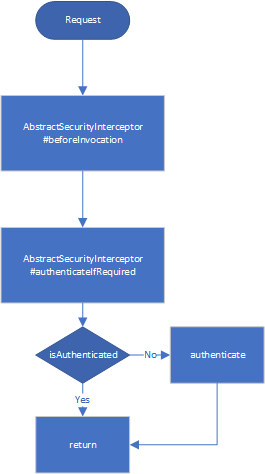 Request
AbstractSecurityInterceptor
#beforeInvocation
AbstractSecurityInterceptor
#authenticateIfRequired
isAuthenticated
No
authenticate
Yes
return